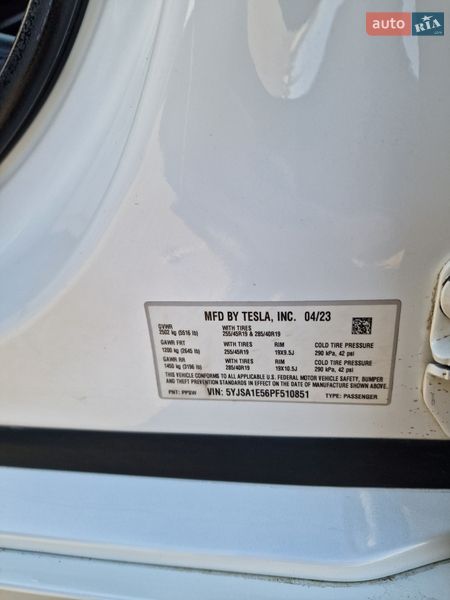 auto RIA
MFD BY TESLA, INC. 04/23
GVWR WITH TIRES
2502 kg (5516 lb) 255/45R19 & 285/40R19
GAWR FRT WITH TIRES RIM COLD TIRE PRESSURE
1200 kg (2645 lb) 255/45R19 19X9.5J 290 kPa, 42 psi
GAWR RR WITH TIRES RIM COLD TIRE PRESSURE
1450 kg (3196 lb) 285/40R19 19X10.5J 290 kPa, 42 psi
THIS VEHICLE CONFORMS TO ALL APPLICABLE U.S. FEDERAL MOTOR VEHICLE SAFETY, BUMPER
AND THEFT PREVENTION STANDARDS IN EFFECT ON THE DATE OF MANUFACTURE SHOWN ABOVE.
PNT: PPSW VIN: 5YJSA1E56PF510851 TYPE: PASSENGER